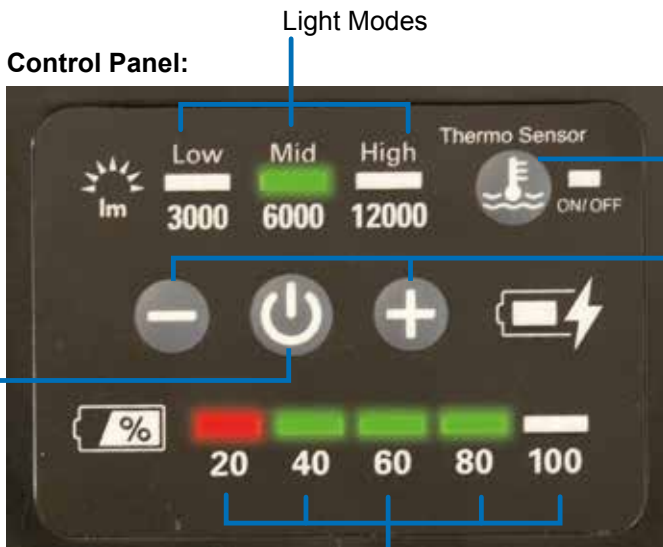 Light Modes
Control Panel:
Low Mid High
Thermo Sensor
lm
3000 6000 12000
ON/OFF
%
20 40 60 80 100